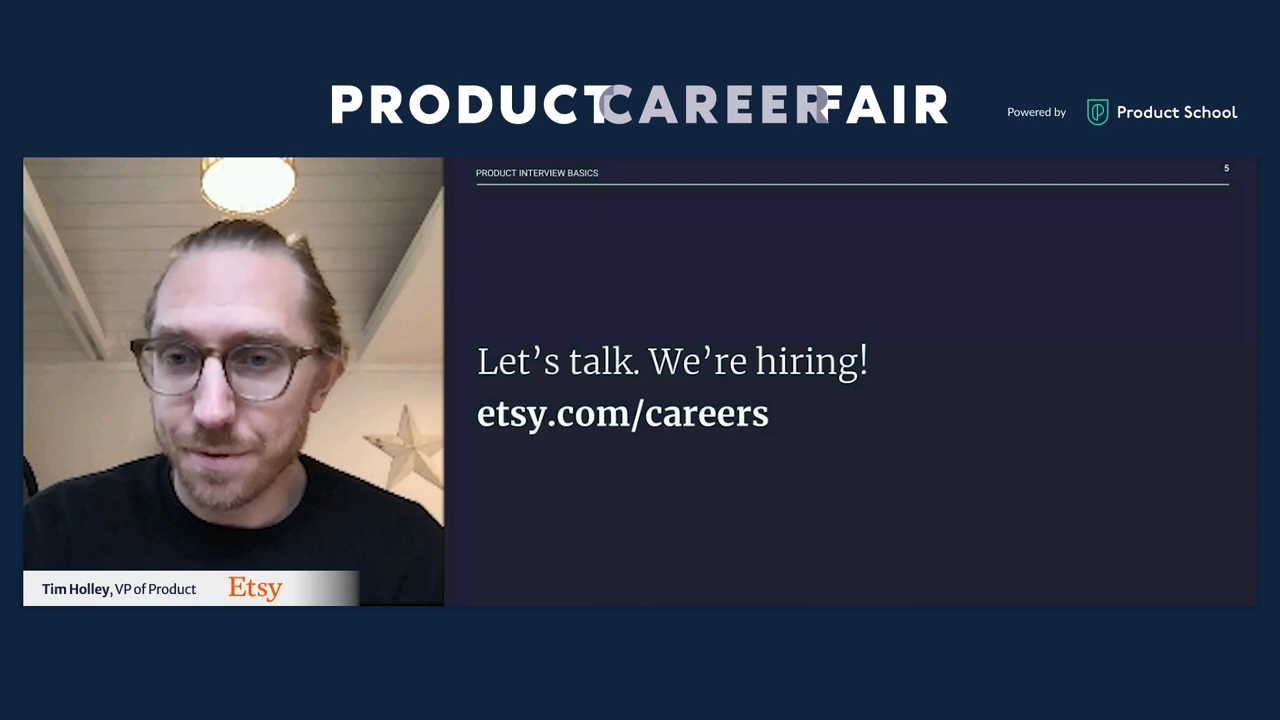 PRODUCT CAREER FAIR
Powered by Product School
PRODUCT INTERVIEW BASICS
5
Let’s talk. We’re hiring!
etsy.com/careers
Tim Holley, VP of Product Etsy